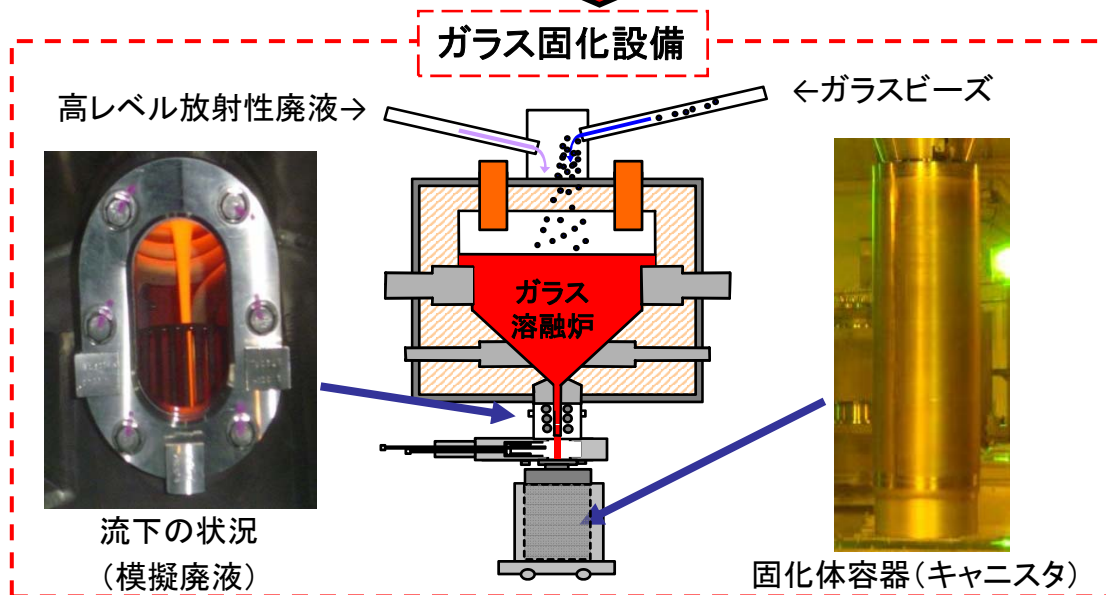 ガラス固化設備
高レベル放射性廃液→
←ガラスビーズ
ガラス
溶融炉
流下の状況
（模擬廃液）
固化体容器（キャニスタ）